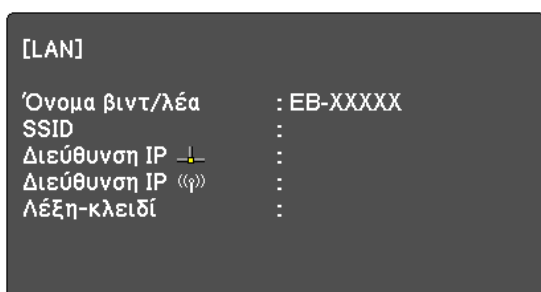 [LAN]
Όνομα βιντ/λέα : EB-XXXXX
SSID :
Διεύθυνση IP :
Διεύθυνση IP :
Λέξη-κλειδί :